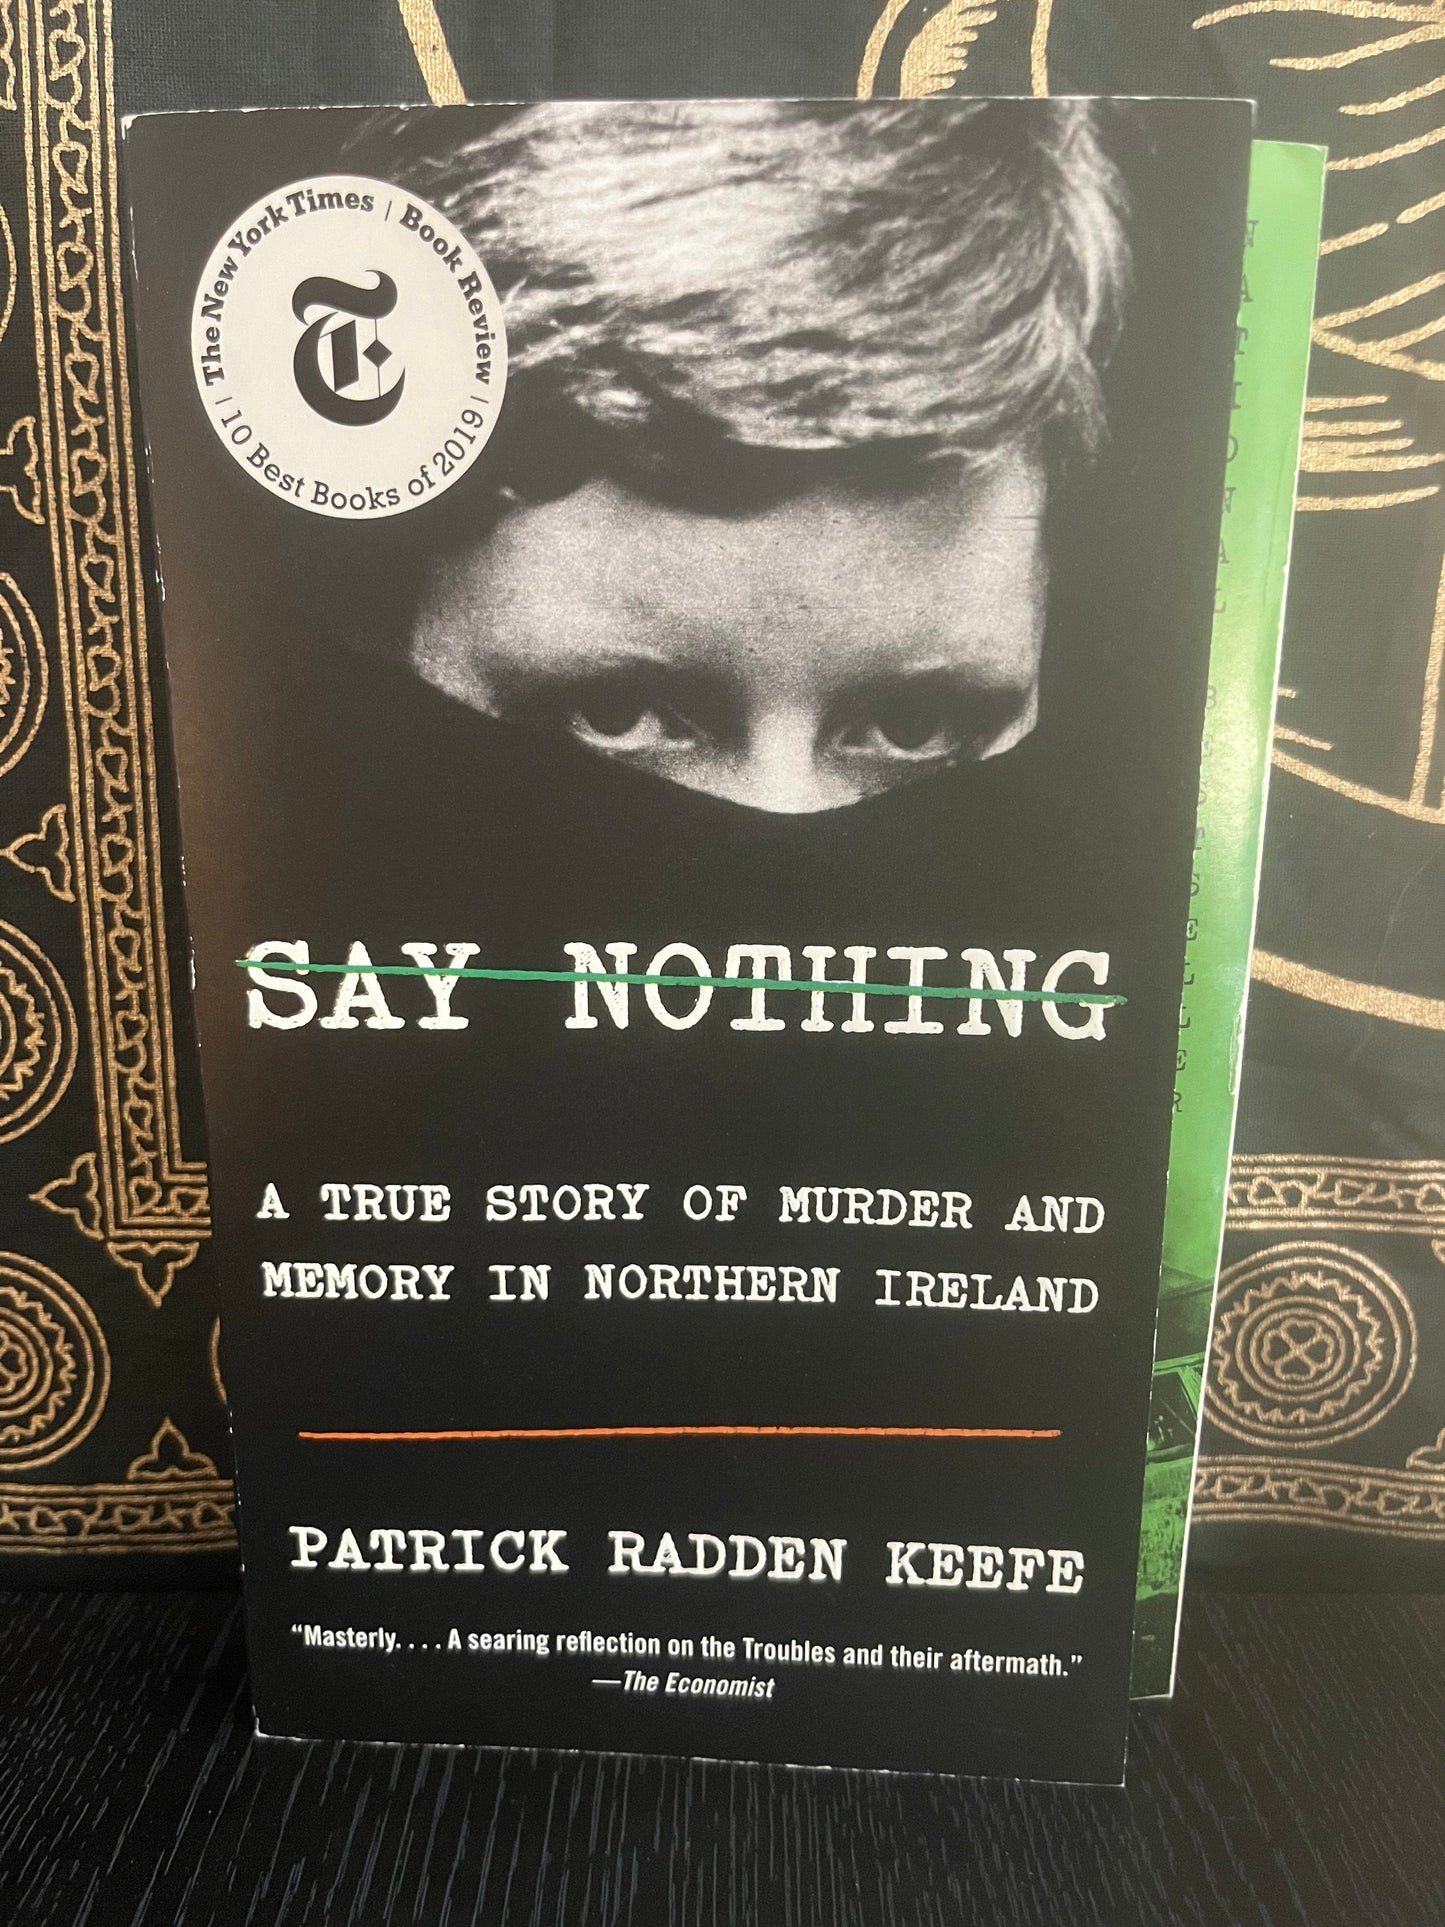 The New York Times | Book Review
T
| 10 Best Books of 2019 |
SAY NOTHING
A TRUE STORY OF MURDER AND
MEMORY IN NORTHERN IRELAND
PATRICK RADDEN KEEFE
“Masterly. . . . A searing reflection on the Troubles and their aftermath.”
—The Economist
NATIONAL BESTSELLER